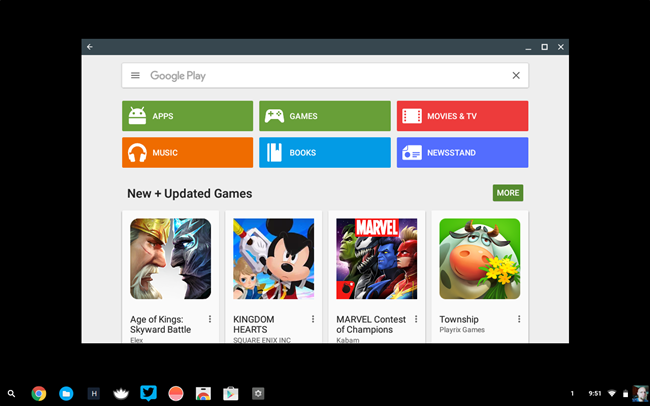 Google Play
APPS
GAMES
MOVIES & TV
MUSIC
BOOKS
NEWSSTAND
New + Updated Games
MORE
MARVEL
Age of Kings:
Skyward Battle
Elex
KINGDOM
HEARTS
SQUARE ENIX INC
MARVEL Contest
of Champions
Kabam
Township
Playrix Games
H
1
9:51